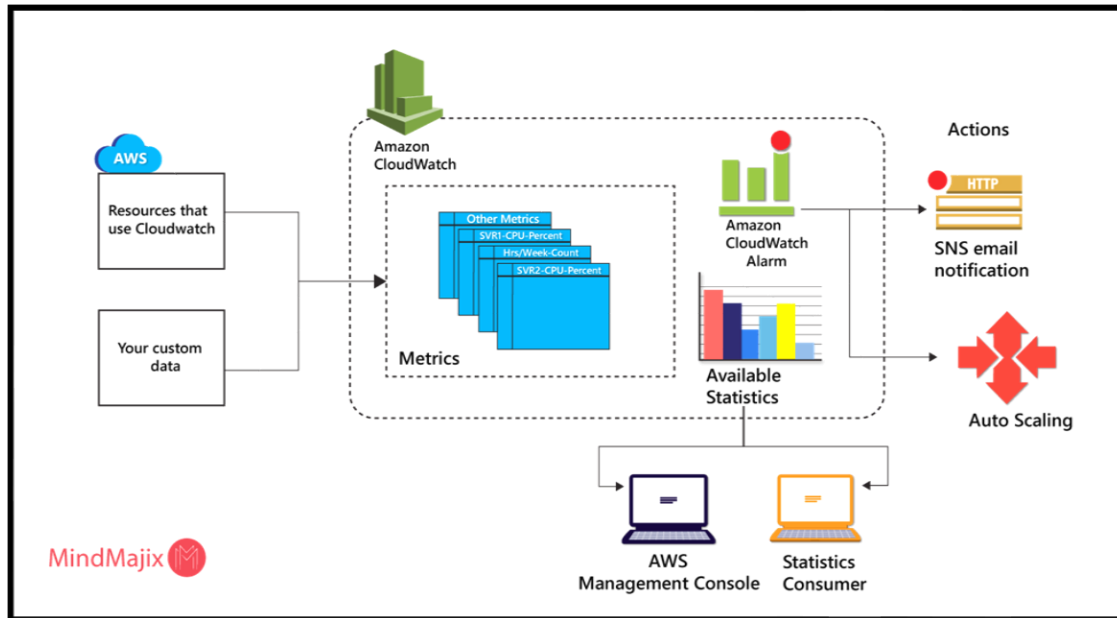 AWS
Resources that
use Cloudwatch
Your custom
data
Amazon
CloudWatch
Other Metrics
SVR1-CPU-Percent
Hrs/Week-Count
SVR2-CPU-Percent
Metrics
Amazon
CloudWatch
Alarm
Available
Statistics
Actions
HTTP
SNS email
notification
Auto Scaling
AWS
Management Console
Statistics
Consumer
MindMajix